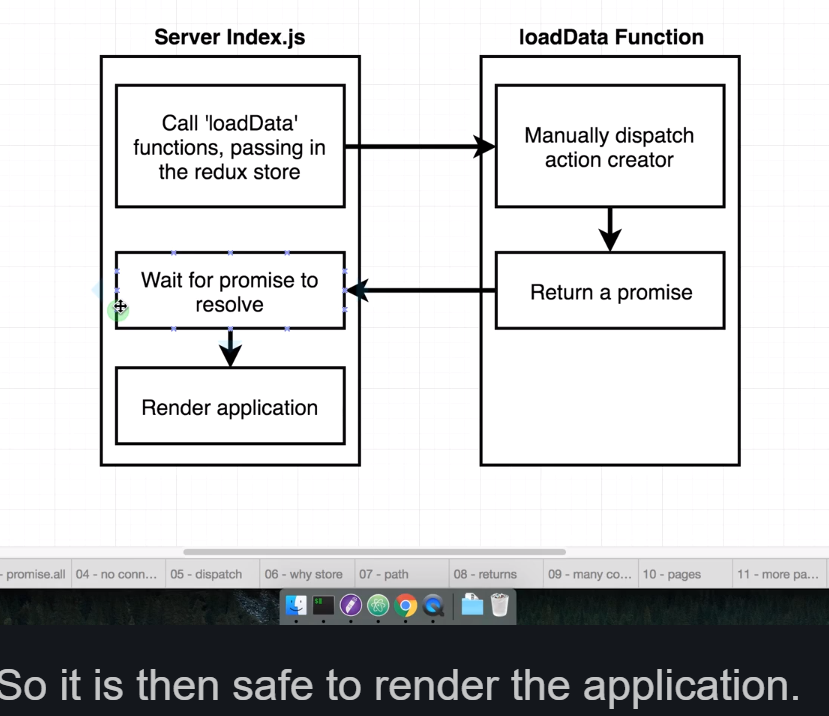 Server Index.js
loadData Function
Call 'loadData'
functions, passing in
the redux store
Manually dispatch
action creator
Wait for promise to
resolve
Return a promise
Render application
- promise.all
04 - no conn...
05 - dispatch
06 - why store
07 - path
08 - returns
09 - many co...
10 - pages
11 - more pa...
So it is then safe to render the application.